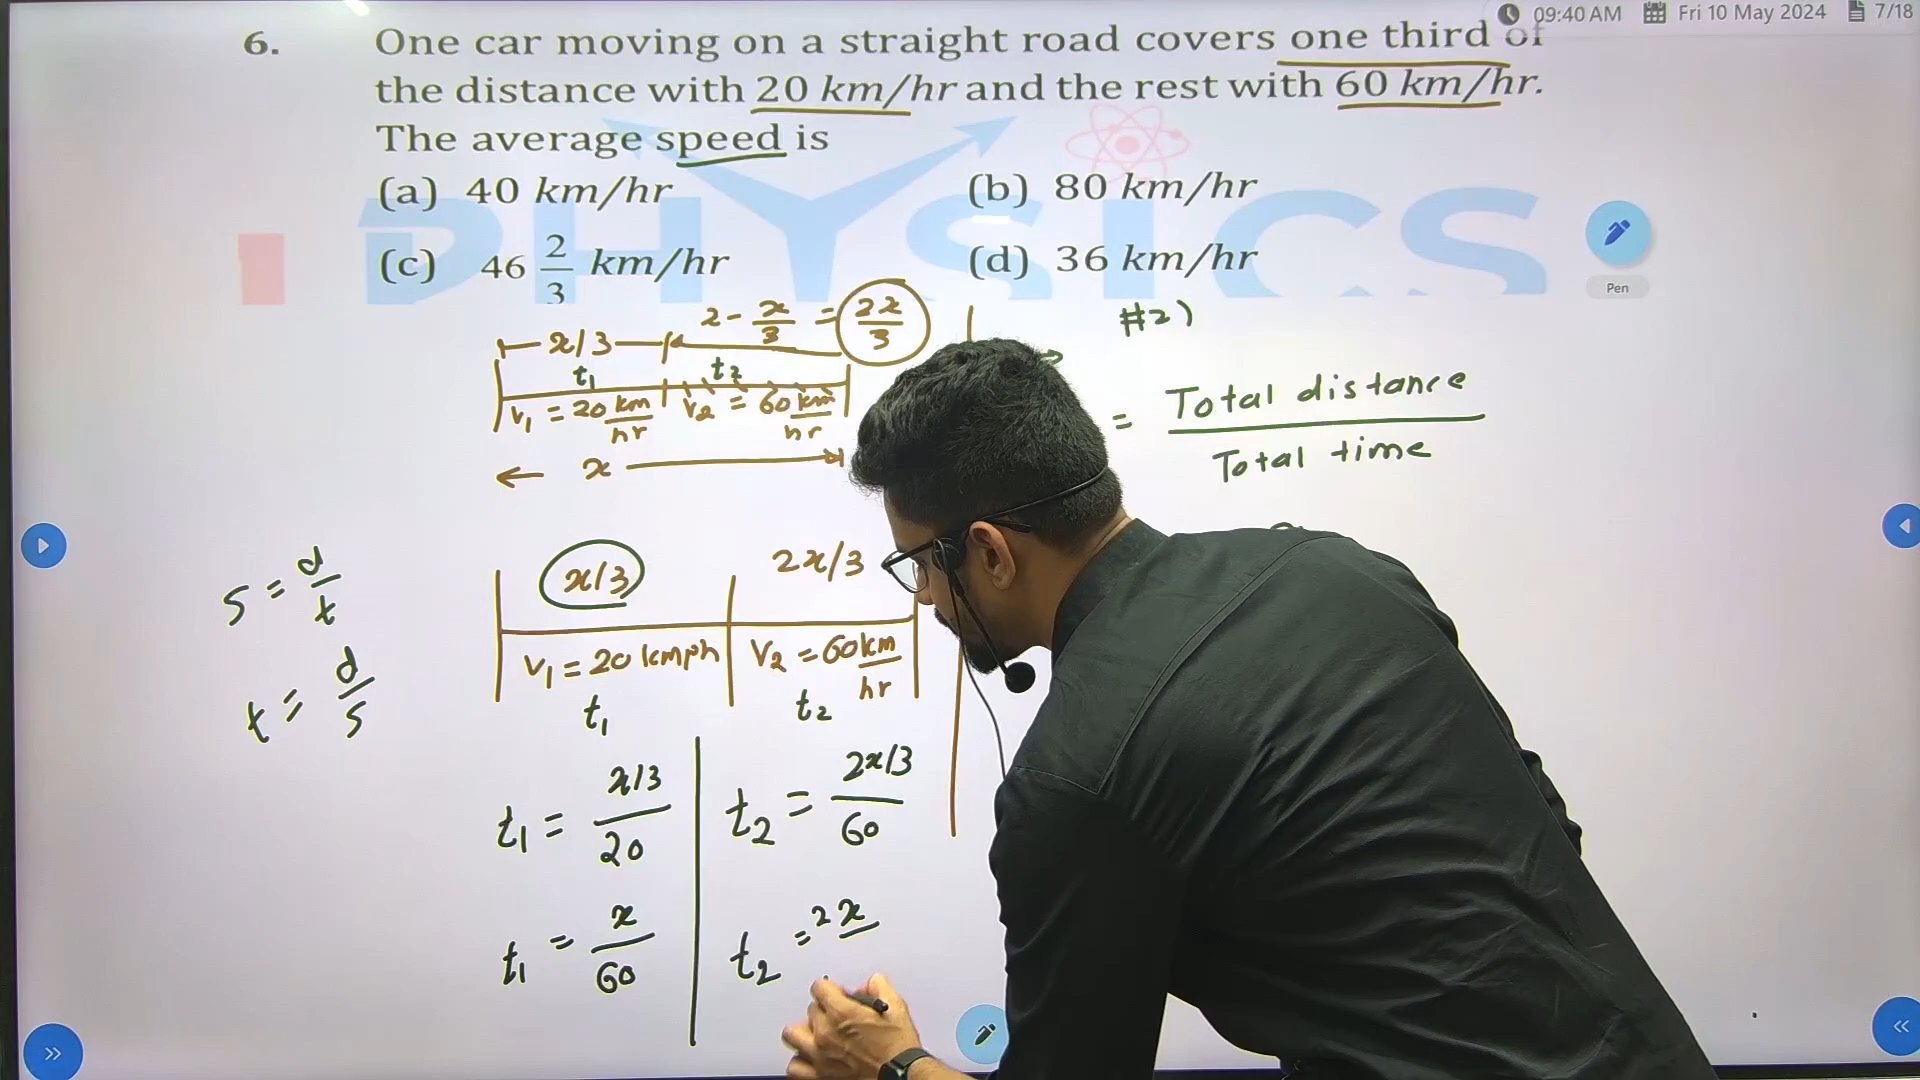 09:40 AM Fri 10 May 2024 7/18
6. One car moving on a straight road covers one third of
the distance with 20 km/hr and the rest with 60 km/hr.
The average speed is
(a) 40 km/hr (b) 80 km/hr
(c) 46 2/3 km/hr (d) 36 km/hr
PHYSICS
Pen
x/3 2 - x/3 = 2x/3
t1 t2
v1 = 20 km/hr v2 = 60 km/hr
x
#2)
= Total distance / Total time
s = d/t
t = d/s
x/3 2x/3
v1 = 20 kmph v2 = 60 km/hr
t1 t2
t1 = x/3 / 20 t2 = 2x/3 / 60
t1 = x/60 t2 = 2x